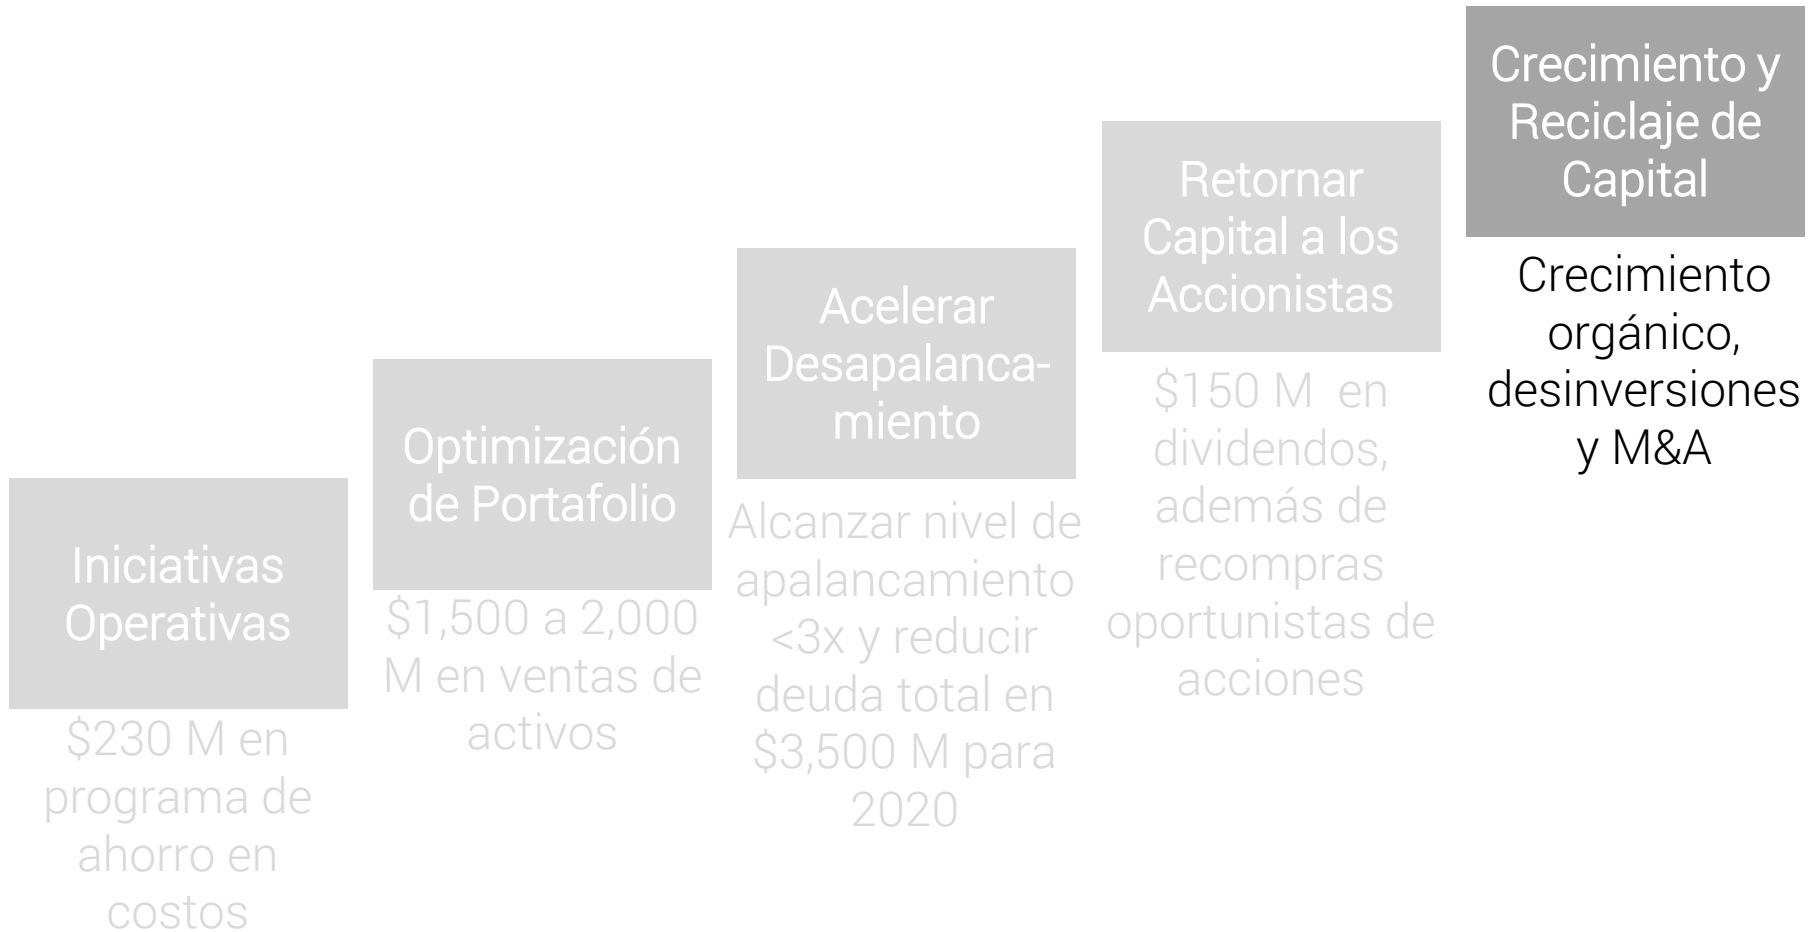 Iniciativas
Operativas
$230 M en
programa de
ahorro en
costos
Optimización
de Portafolio
$1,500 a 2,000
M en ventas de
activos
Acelerar
Desapalanca-
miento
Alcanzar nivel de
apalancamiento
<3x y reducir
deuda total en
$3,500 M para
2020
Retornar
Capital a los
Accionistas
$150 M  en
dividendos,
además de
recompras
oportunistas de
acciones
Crecimiento y
Reciclaje de
Capital
Crecimiento
orgánico,
desinversiones
y M&A